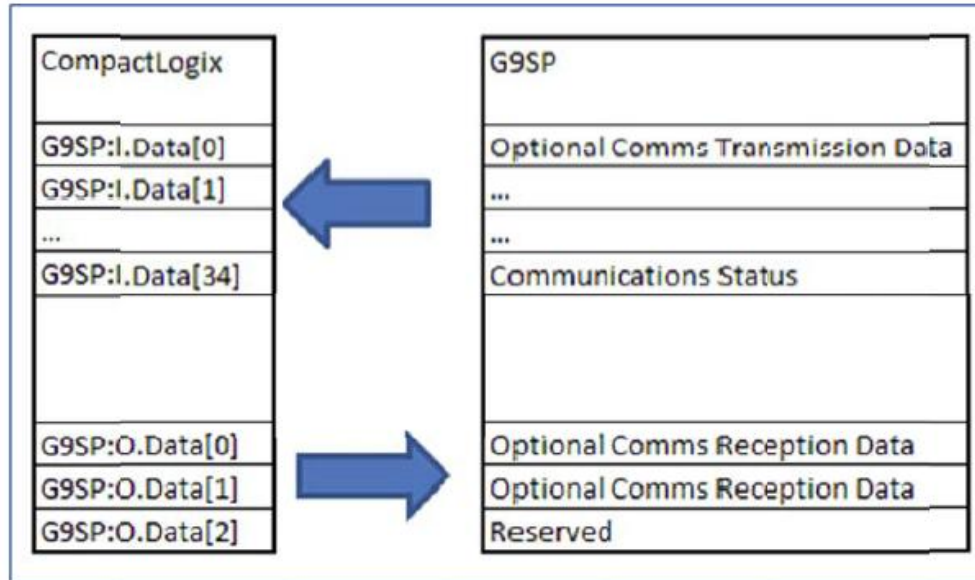 CompactLogix
G9SP:I.Data[0]
G9SP:I.Data[1]
...
G9SP:I.Data[34]
G9SP:O.Data[0]
G9SP:O.Data[1]
G9SP:O.Data[2]
G9SP
Optional Comms Transmission Data
...
...
Communications Status
Optional Comms Reception Data
Optional Comms Reception Data
Reserved